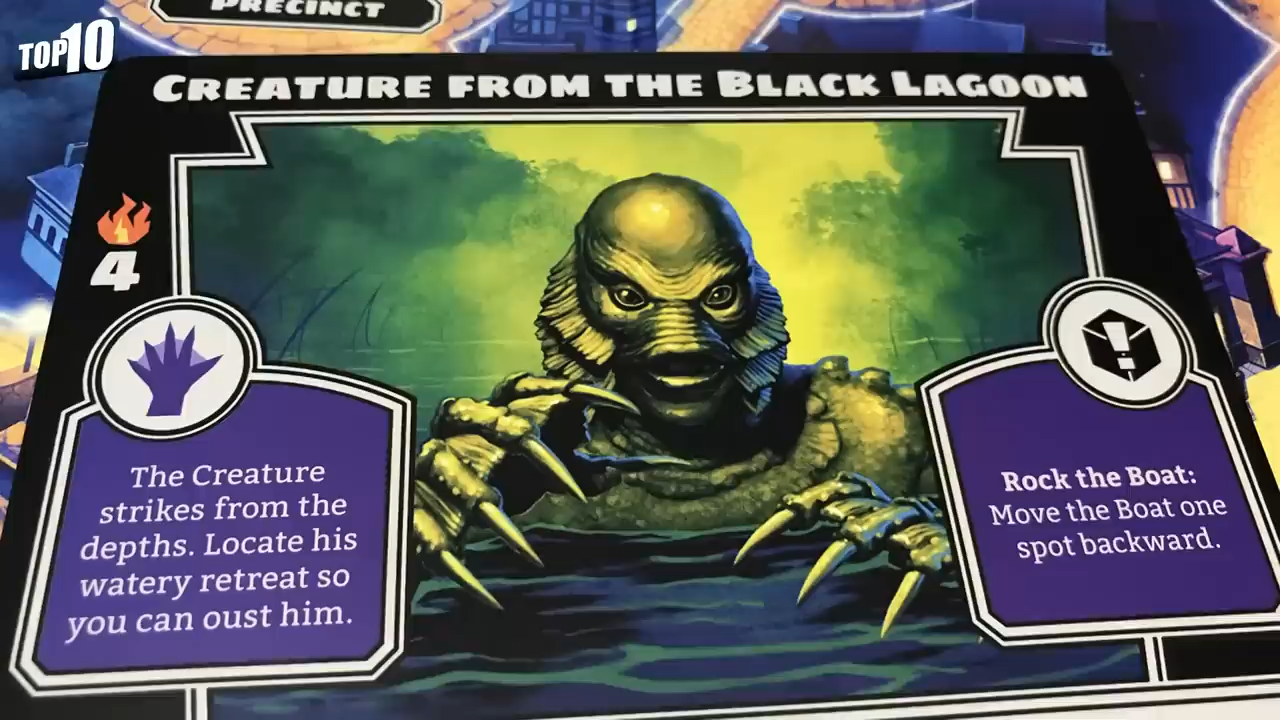 PRECINCT
TOP10
CREATURE FROM THE BLACK LAGOON
4
The Creature
strikes from the
depths. Locate his
watery retreat so
you can oust him.
Rock the Boat:
Move the Boat one
spot backward.